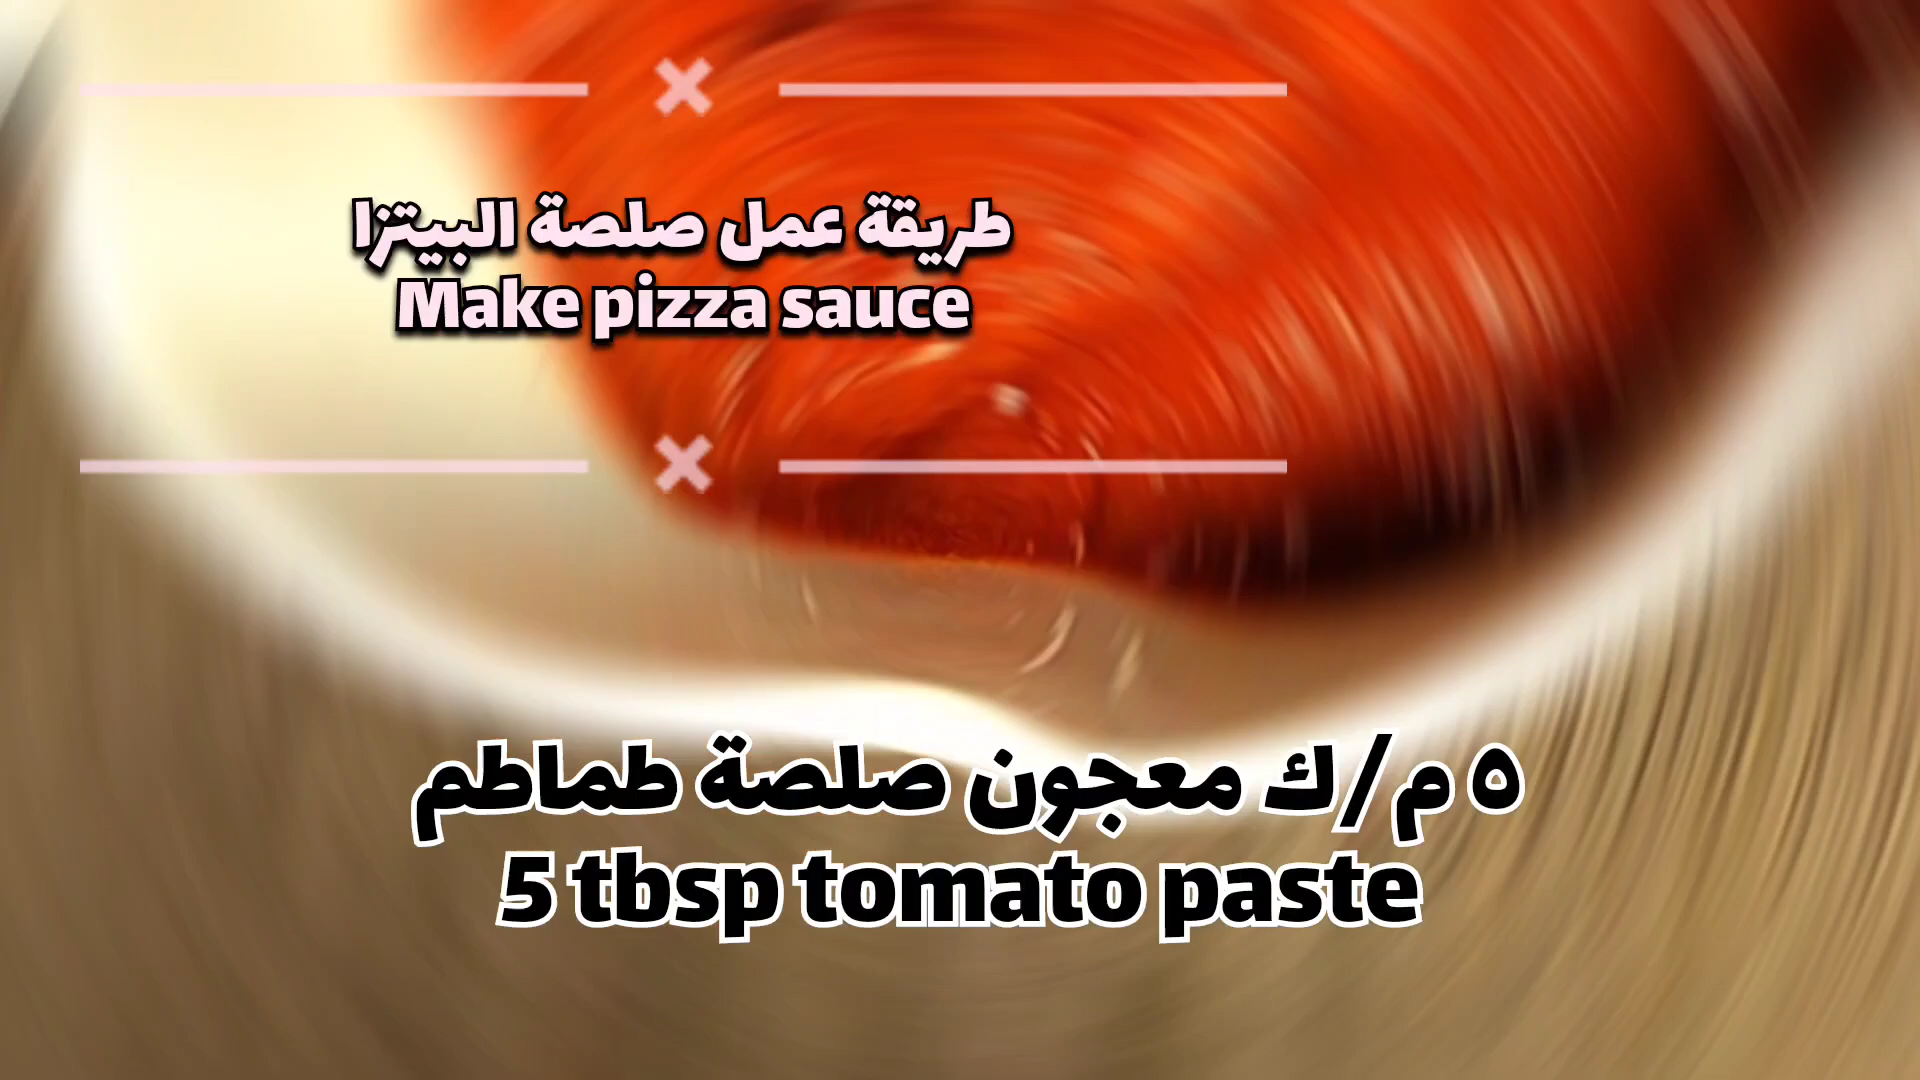 طريقة عمل صلصة البيتزا
Make pizza sauce
٥ م/ك معجون صلصة طماطم
5 tbsp tomato paste